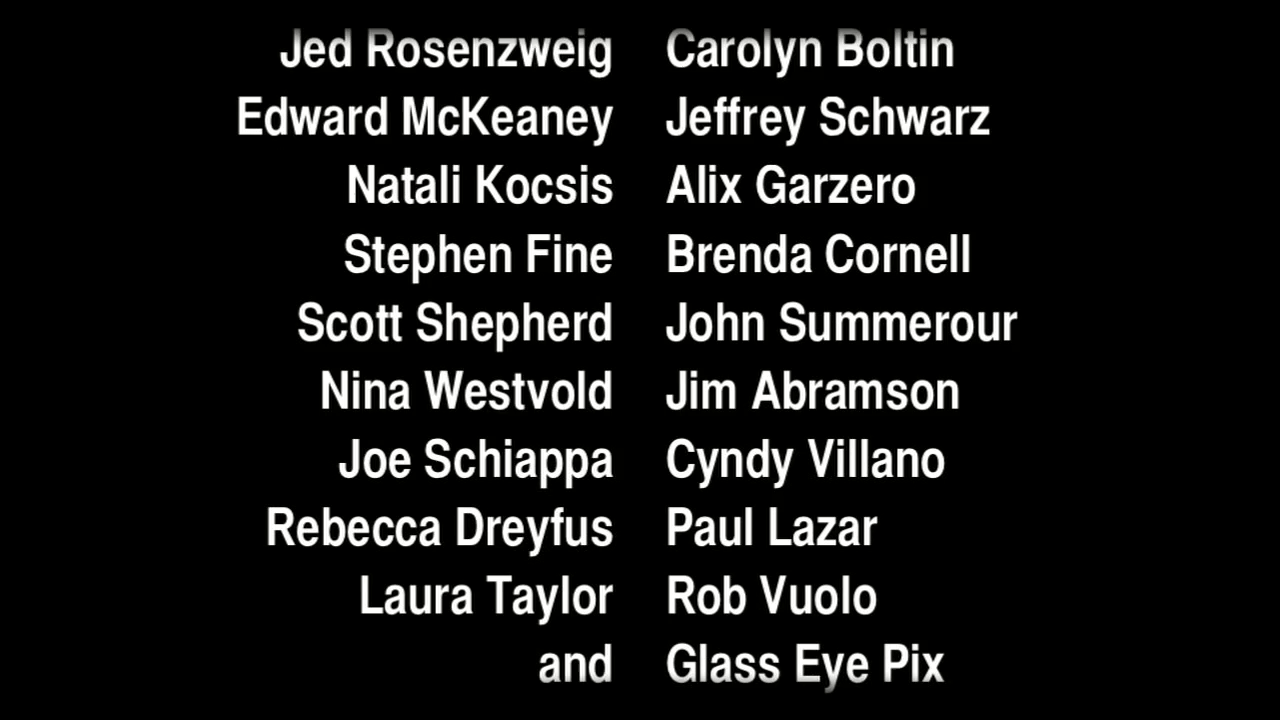 Jed Rosenzweig Carolyn Boltin
Edward McKeaney Jeffrey Schwarz
Natali Kocsis Alix Garzero
Stephen Fine Brenda Cornell
Scott Shepherd John Summerour
Nina Westvold Jim Abramson
Joe Schiappa Cyndy Villano
Rebecca Dreyfus Paul Lazar
Laura Taylor Rob Vuolo
and Glass Eye Pix